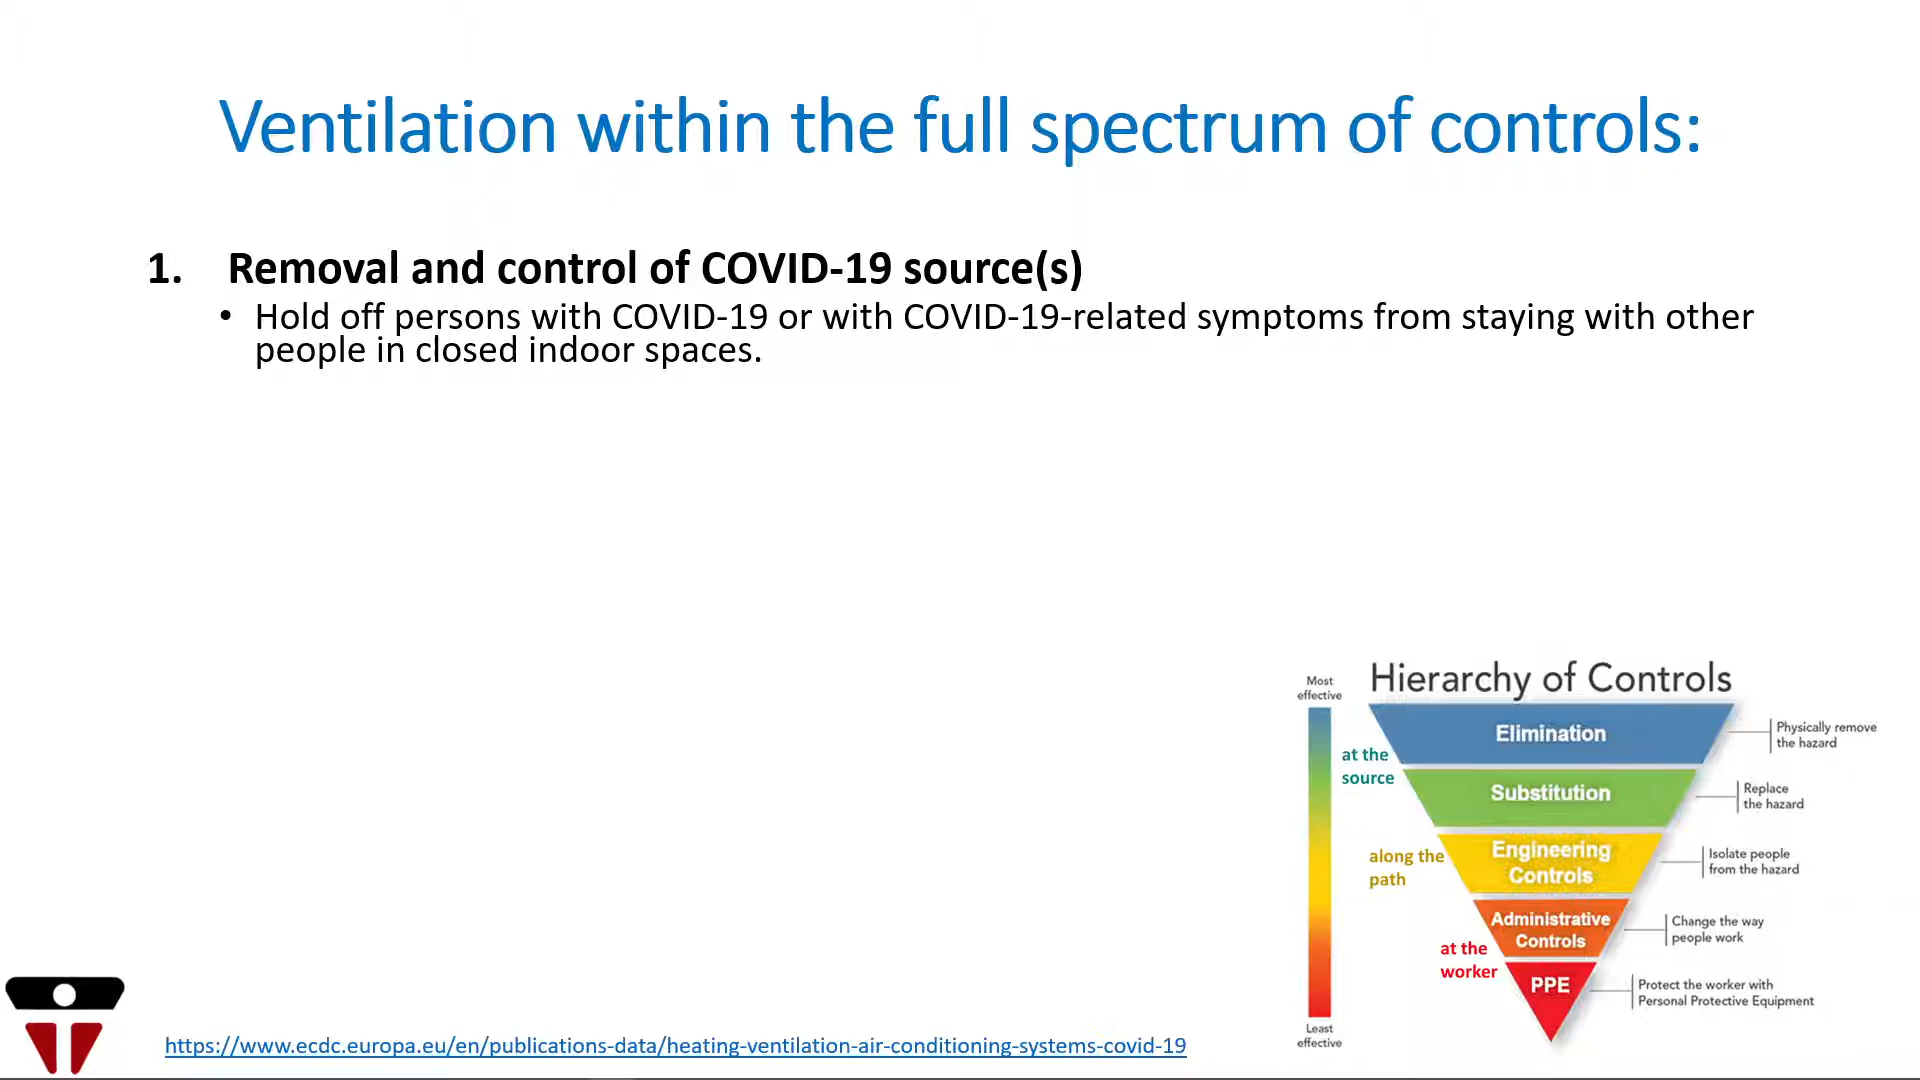 Ventilation within the full spectrum of controls:
1. Removal and control of COVID-19 source(s)
• Hold off persons with COVID-19 or with COVID-19-related symptoms from staying with other
people in closed indoor spaces.
Hierarchy of Controls
Most
effective
Elimination
Physically remove
the hazard
at the
source
Substitution
Replace
the hazard
along the
path
Engineering
Controls
Isolate people
from the hazard
Administrative
Controls
Change the way
people work
at the
worker
PPE
Protect the worker with
Personal Protective Equipment
Least
effective
https://www.ecdc.europa.eu/en/publications-data/heating-ventilation-air-conditioning-systems-covid-19